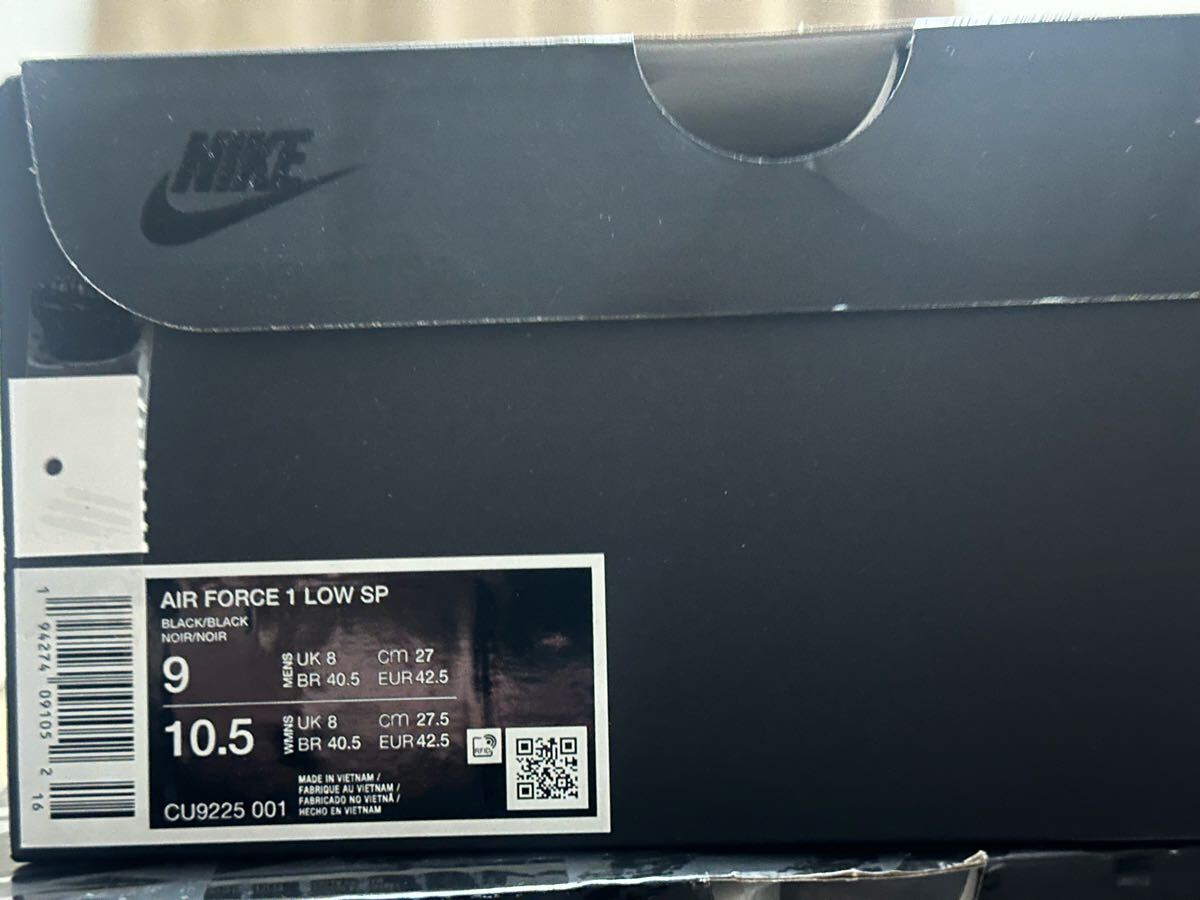 NIKE
AIR FORCE 1 LOW SP
BLACK/BLACK
NOIR/NOIR
9
MENS
UK 8 cm 27
BR 40.5 EUR 42.5
10.5
WMNS
UK 8 cm 27.5
BR 40.5 EUR 42.5
RFID
CU9225 001
MADE IN VIETNAM /
FABRIQUE AU VIETNAM /
FABRICADO NO VIETNÃ /
HECHO EN VIETNAM
1 94274 09105 2 16